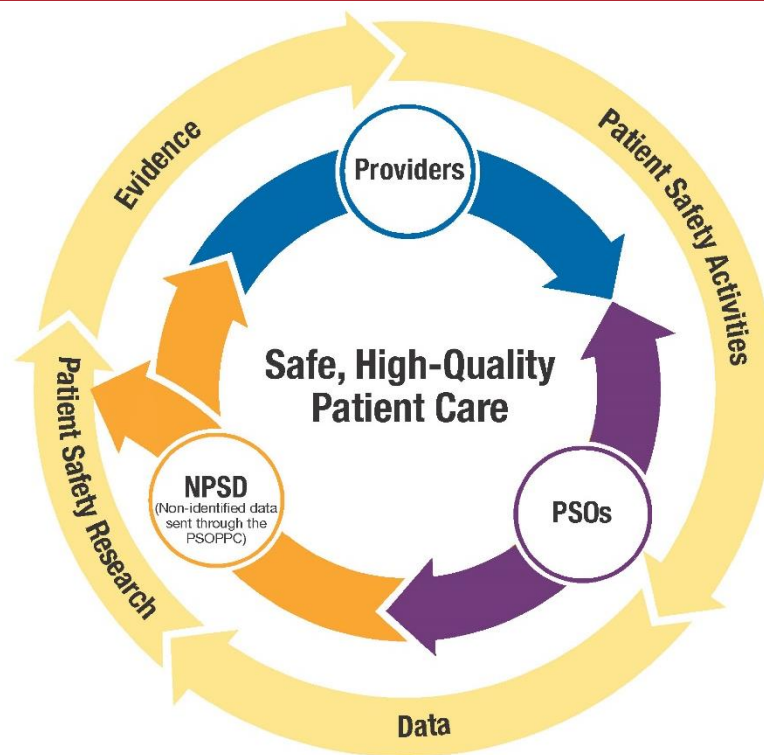 Evidence
Patient Safety Activities
Providers
Safe, High-Quality
Patient Care
Patient Safety Research
NPSD
(Non-identified data
sent through the
PSOPPC)
PSOs
Data